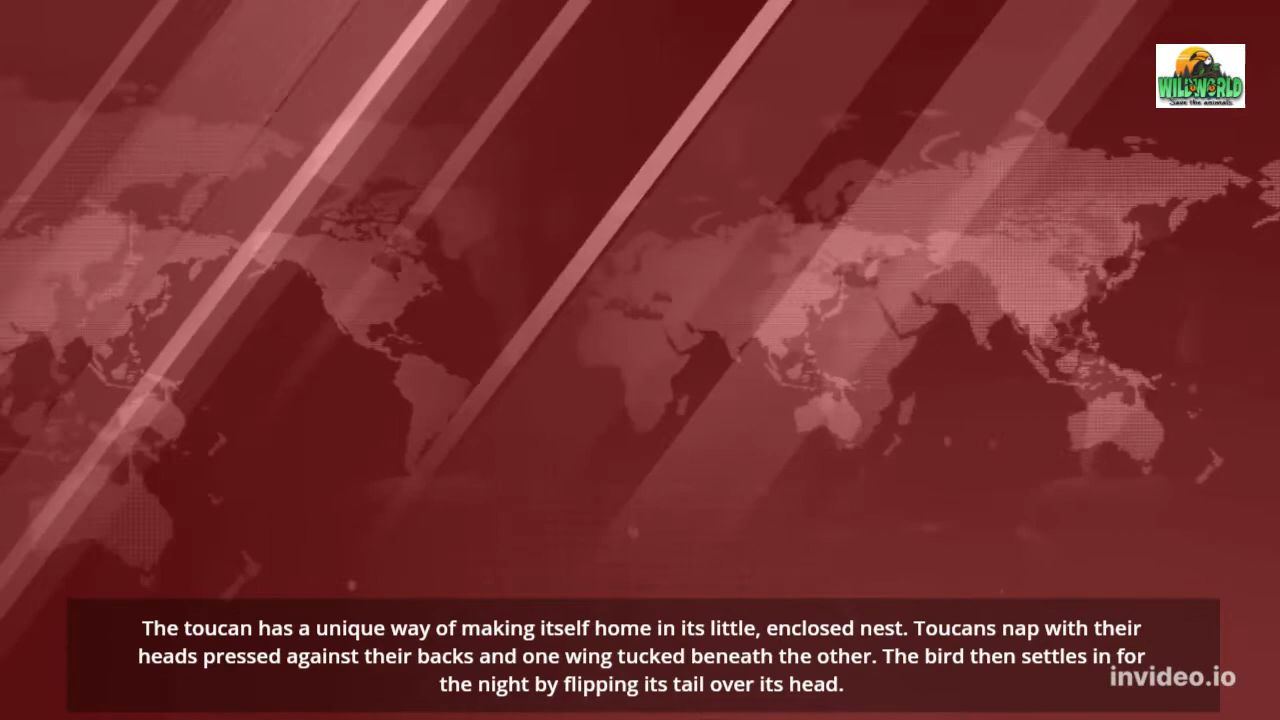 WILDWORLD
Save the animals.
The toucan has a unique way of making itself home in its little, enclosed nest. Toucans nap with their
heads pressed against their backs and one wing tucked beneath the other. The bird then settles in for
the night by flipping its tail over its head.
invideo.io